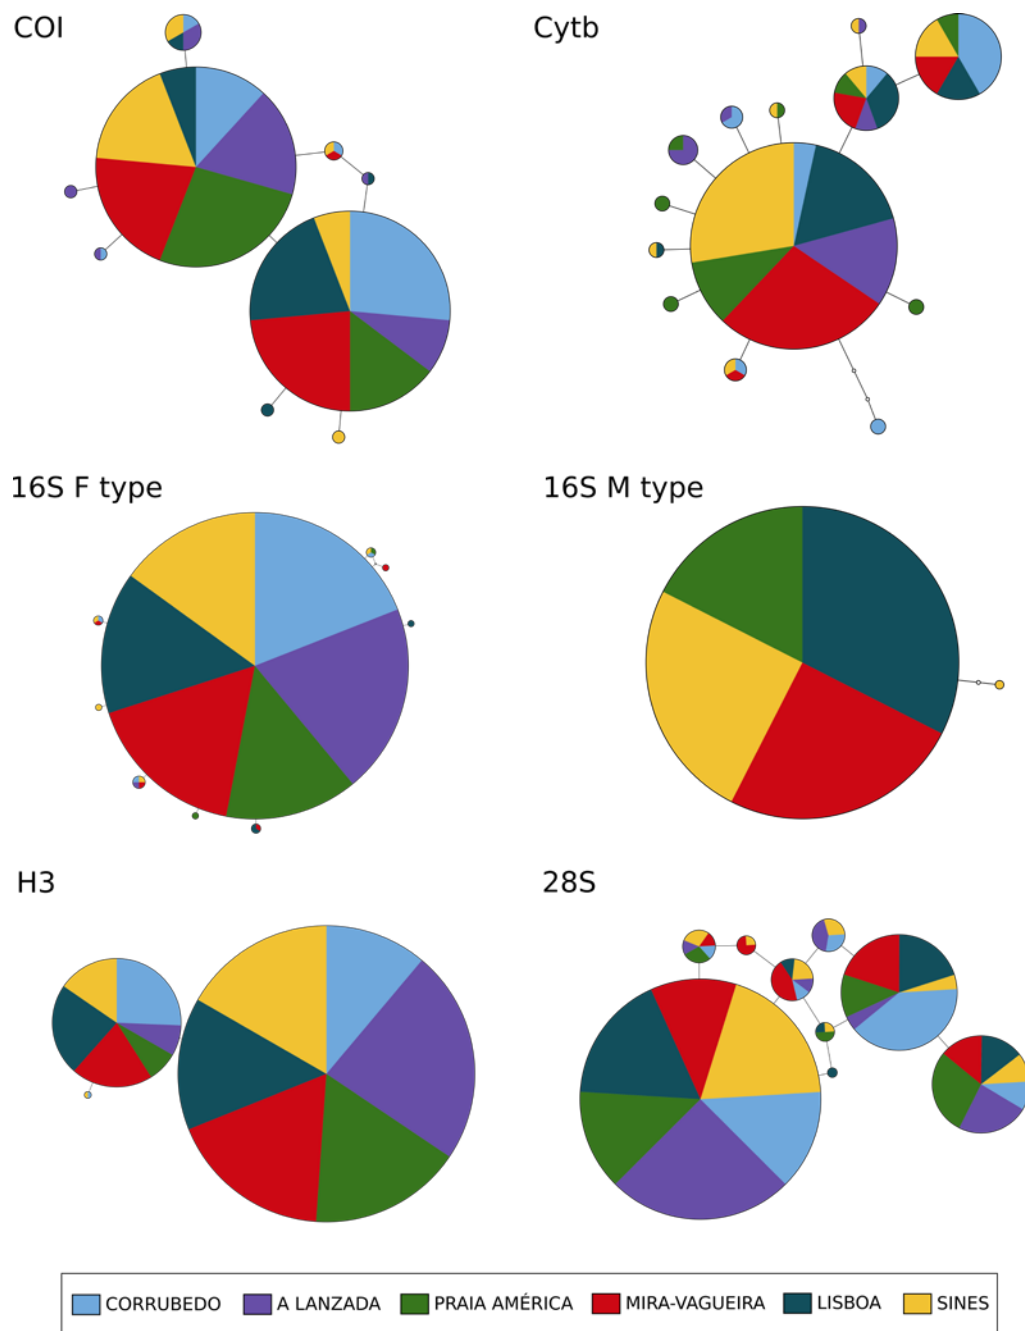 COI
Cytb
16S F type
16S M type
H3
28S
CORRUBEDO
A LANZADA
PRAIA AMÉRICA
MIRA-VAGUEIRA
LISBOA
SINES